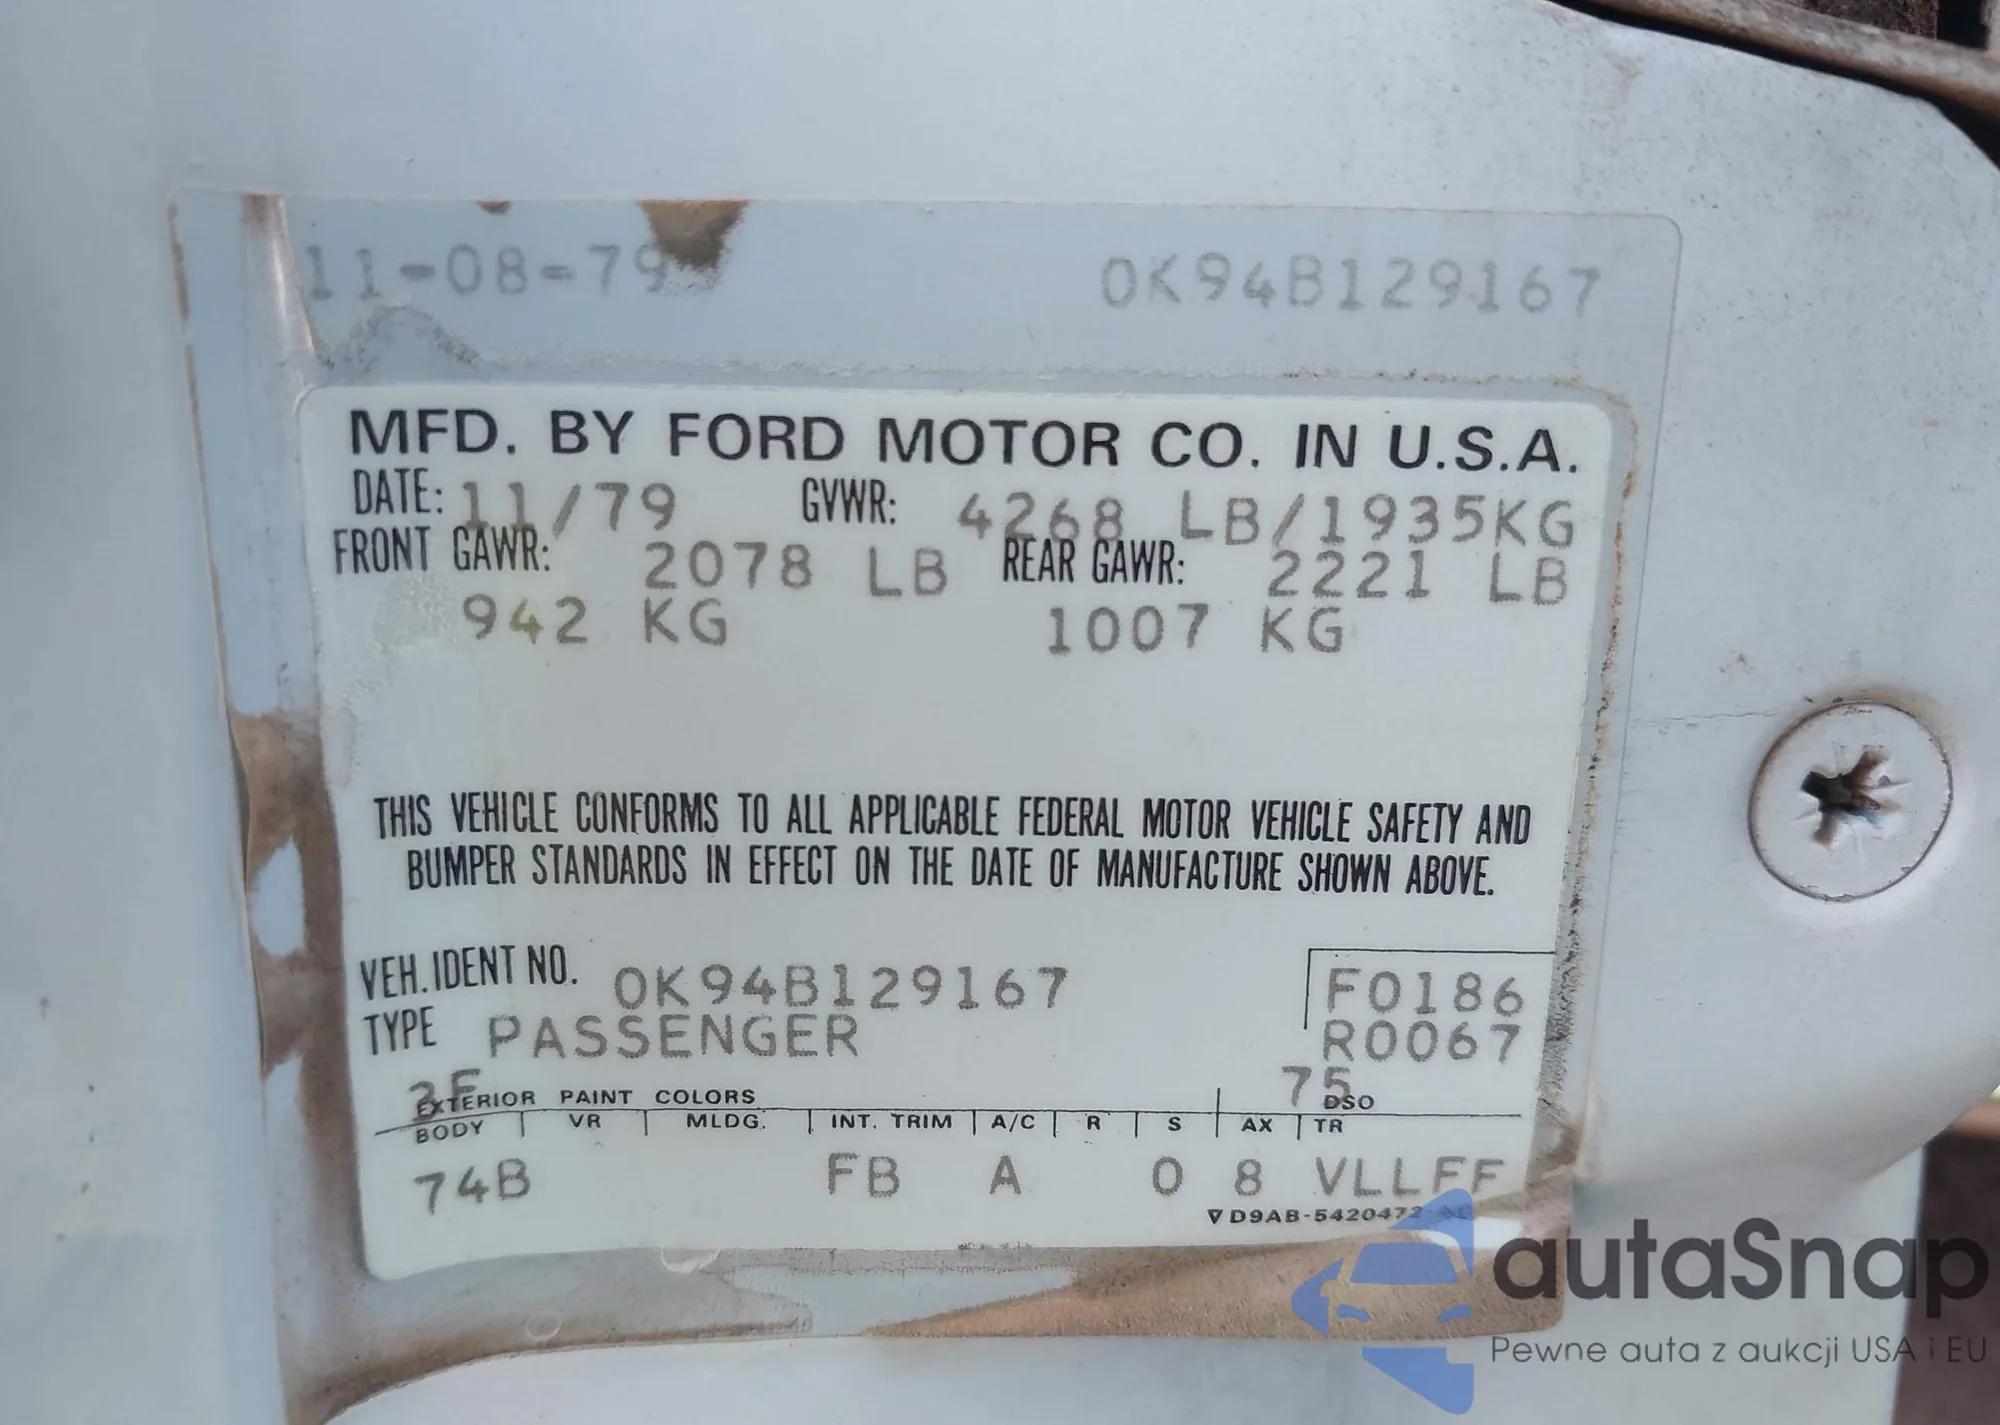 11-08-79 0K94B129167
MFD. BY FORD MOTOR CO. IN U.S.A.
DATE: 11/79 GVWR: 4268 LB/1935KG
FRONT GAWR: 2078 LB REAR GAWR: 2221 LB
942 KG 1007 KG
THIS VEHICLE CONFORMS TO ALL APPLICABLE FEDERAL MOTOR VEHICLE SAFETY AND
BUMPER STANDARDS IN EFFECT ON THE DATE OF MANUFACTURE SHOWN ABOVE.
VEH. IDENT NO. 0K94B129167 F0186
TYPE PASSENGER R0067
75
EXTERIOR PAINT COLORS DSO
BODY VR MLDG. INT. TRIM A/C R S AX TR
74B FB A 0 8 VLLFF
D9AB-5420472
autaSnap
Pewne auta z aukcji USA i EU